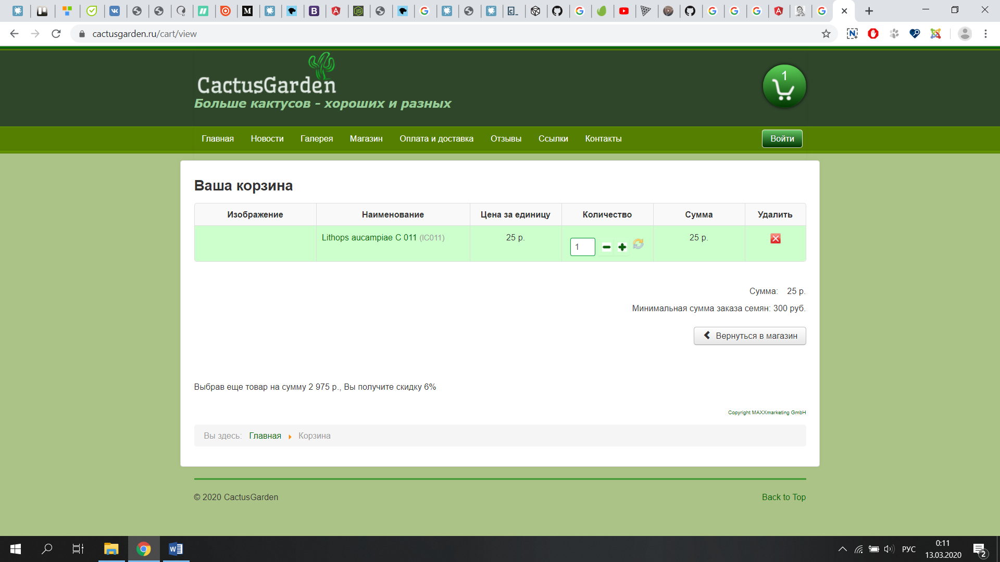 cactusgarden.ru/cart/view
CactusGarden
Больше кактусов - хороших и разных
1
Главная Новости Галерея Магазин Оплата и доставка Отзывы Ссылки Контакты Войти
Ваша корзина
Изображение Наименование Цена за единицу Количество Сумма Удалить
Lithops aucampiae C 011 (IC011) 25 р. 1 25 р.
Сумма: 25 р.
Минимальная сумма заказа семян: 300 руб.
Вернуться в магазин
Выбрав еще товар на сумму 2 975 р., Вы получите скидку 6%
Copyright MAXXmarketing GmbH
Вы здесь: Главная Корзина
© 2020 CactusGarden Back to Top
РУС
0:11
13.03.2020
2